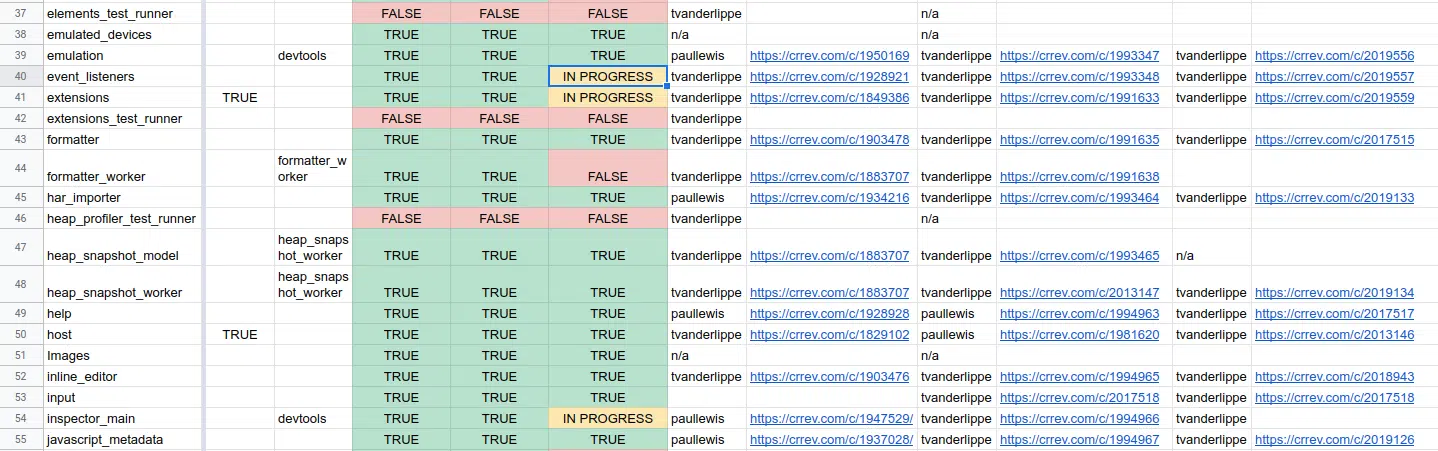 37 elements_test_runner FALSE FALSE FALSE tvanderlippe n/a
38 emulated_devices TRUE TRUE TRUE n/a n/a
39 emulation devtools TRUE TRUE TRUE paullewis https://crrev.com/c/1950169 tvanderlippe https://crrev.com/c/1993347 tvanderlippe https://crrev.com/c/2019556
40 event_listeners TRUE TRUE IN PROGRESS tvanderlippe https://crrev.com/c/1928921 tvanderlippe https://crrev.com/c/1993348 tvanderlippe https://crrev.com/c/2019557
41 extensions TRUE TRUE TRUE IN PROGRESS tvanderlippe https://crrev.com/c/1849386 tvanderlippe https://crrev.com/c/1991633 tvanderlippe https://crrev.com/c/2019559
42 extensions_test_runner FALSE FALSE FALSE tvanderlippe
43 formatter TRUE TRUE TRUE tvanderlippe https://crrev.com/c/1903478 tvanderlippe https://crrev.com/c/1991635 tvanderlippe https://crrev.com/c/2017515
formatter_w
44 formatter_worker orker TRUE TRUE FALSE tvanderlippe https://crrev.com/c/1883707 tvanderlippe https://crrev.com/c/1991638
45 har_importer TRUE TRUE TRUE paullewis https://crrev.com/c/1934216 tvanderlippe https://crrev.com/c/1993464 tvanderlippe https://crrev.com/c/2019133
46 heap_profiler_test_runner FALSE FALSE FALSE tvanderlippe n/a
heap_snaps
47 heap_snapshot_model hot_worker TRUE TRUE TRUE tvanderlippe https://crrev.com/c/1883707 tvanderlippe https://crrev.com/c/1993465 n/a
heap_snaps
48 heap_snapshot_worker hot_worker TRUE TRUE TRUE tvanderlippe https://crrev.com/c/1883707 tvanderlippe https://crrev.com/c/2013147 tvanderlippe https://crrev.com/c/2019134
49 help TRUE TRUE TRUE paullewis https://crrev.com/c/1928928 paullewis https://crrev.com/c/1994963 tvanderlippe https://crrev.com/c/2017517
50 host TRUE TRUE TRUE TRUE tvanderlippe https://crrev.com/c/1829102 paullewis https://crrev.com/c/1981620 tvanderlippe https://crrev.com/c/2013146
51 Images TRUE TRUE TRUE n/a n/a
52 inline_editor TRUE TRUE TRUE tvanderlippe https://crrev.com/c/1903476 tvanderlippe https://crrev.com/c/1994965 tvanderlippe https://crrev.com/c/2018943
53 input TRUE TRUE TRUE tvanderlippe https://crrev.com/c/2017518 tvanderlippe https://crrev.com/c/2017518
54 inspector_main devtools TRUE TRUE IN PROGRESS paullewis https://crrev.com/c/1947529/ tvanderlippe https://crrev.com/c/1994966 tvanderlippe
55 javascript_metadata TRUE TRUE TRUE paullewis https://crrev.com/c/1937028/ tvanderlippe https://crrev.com/c/1994967 tvanderlippe https://crrev.com/c/2019126